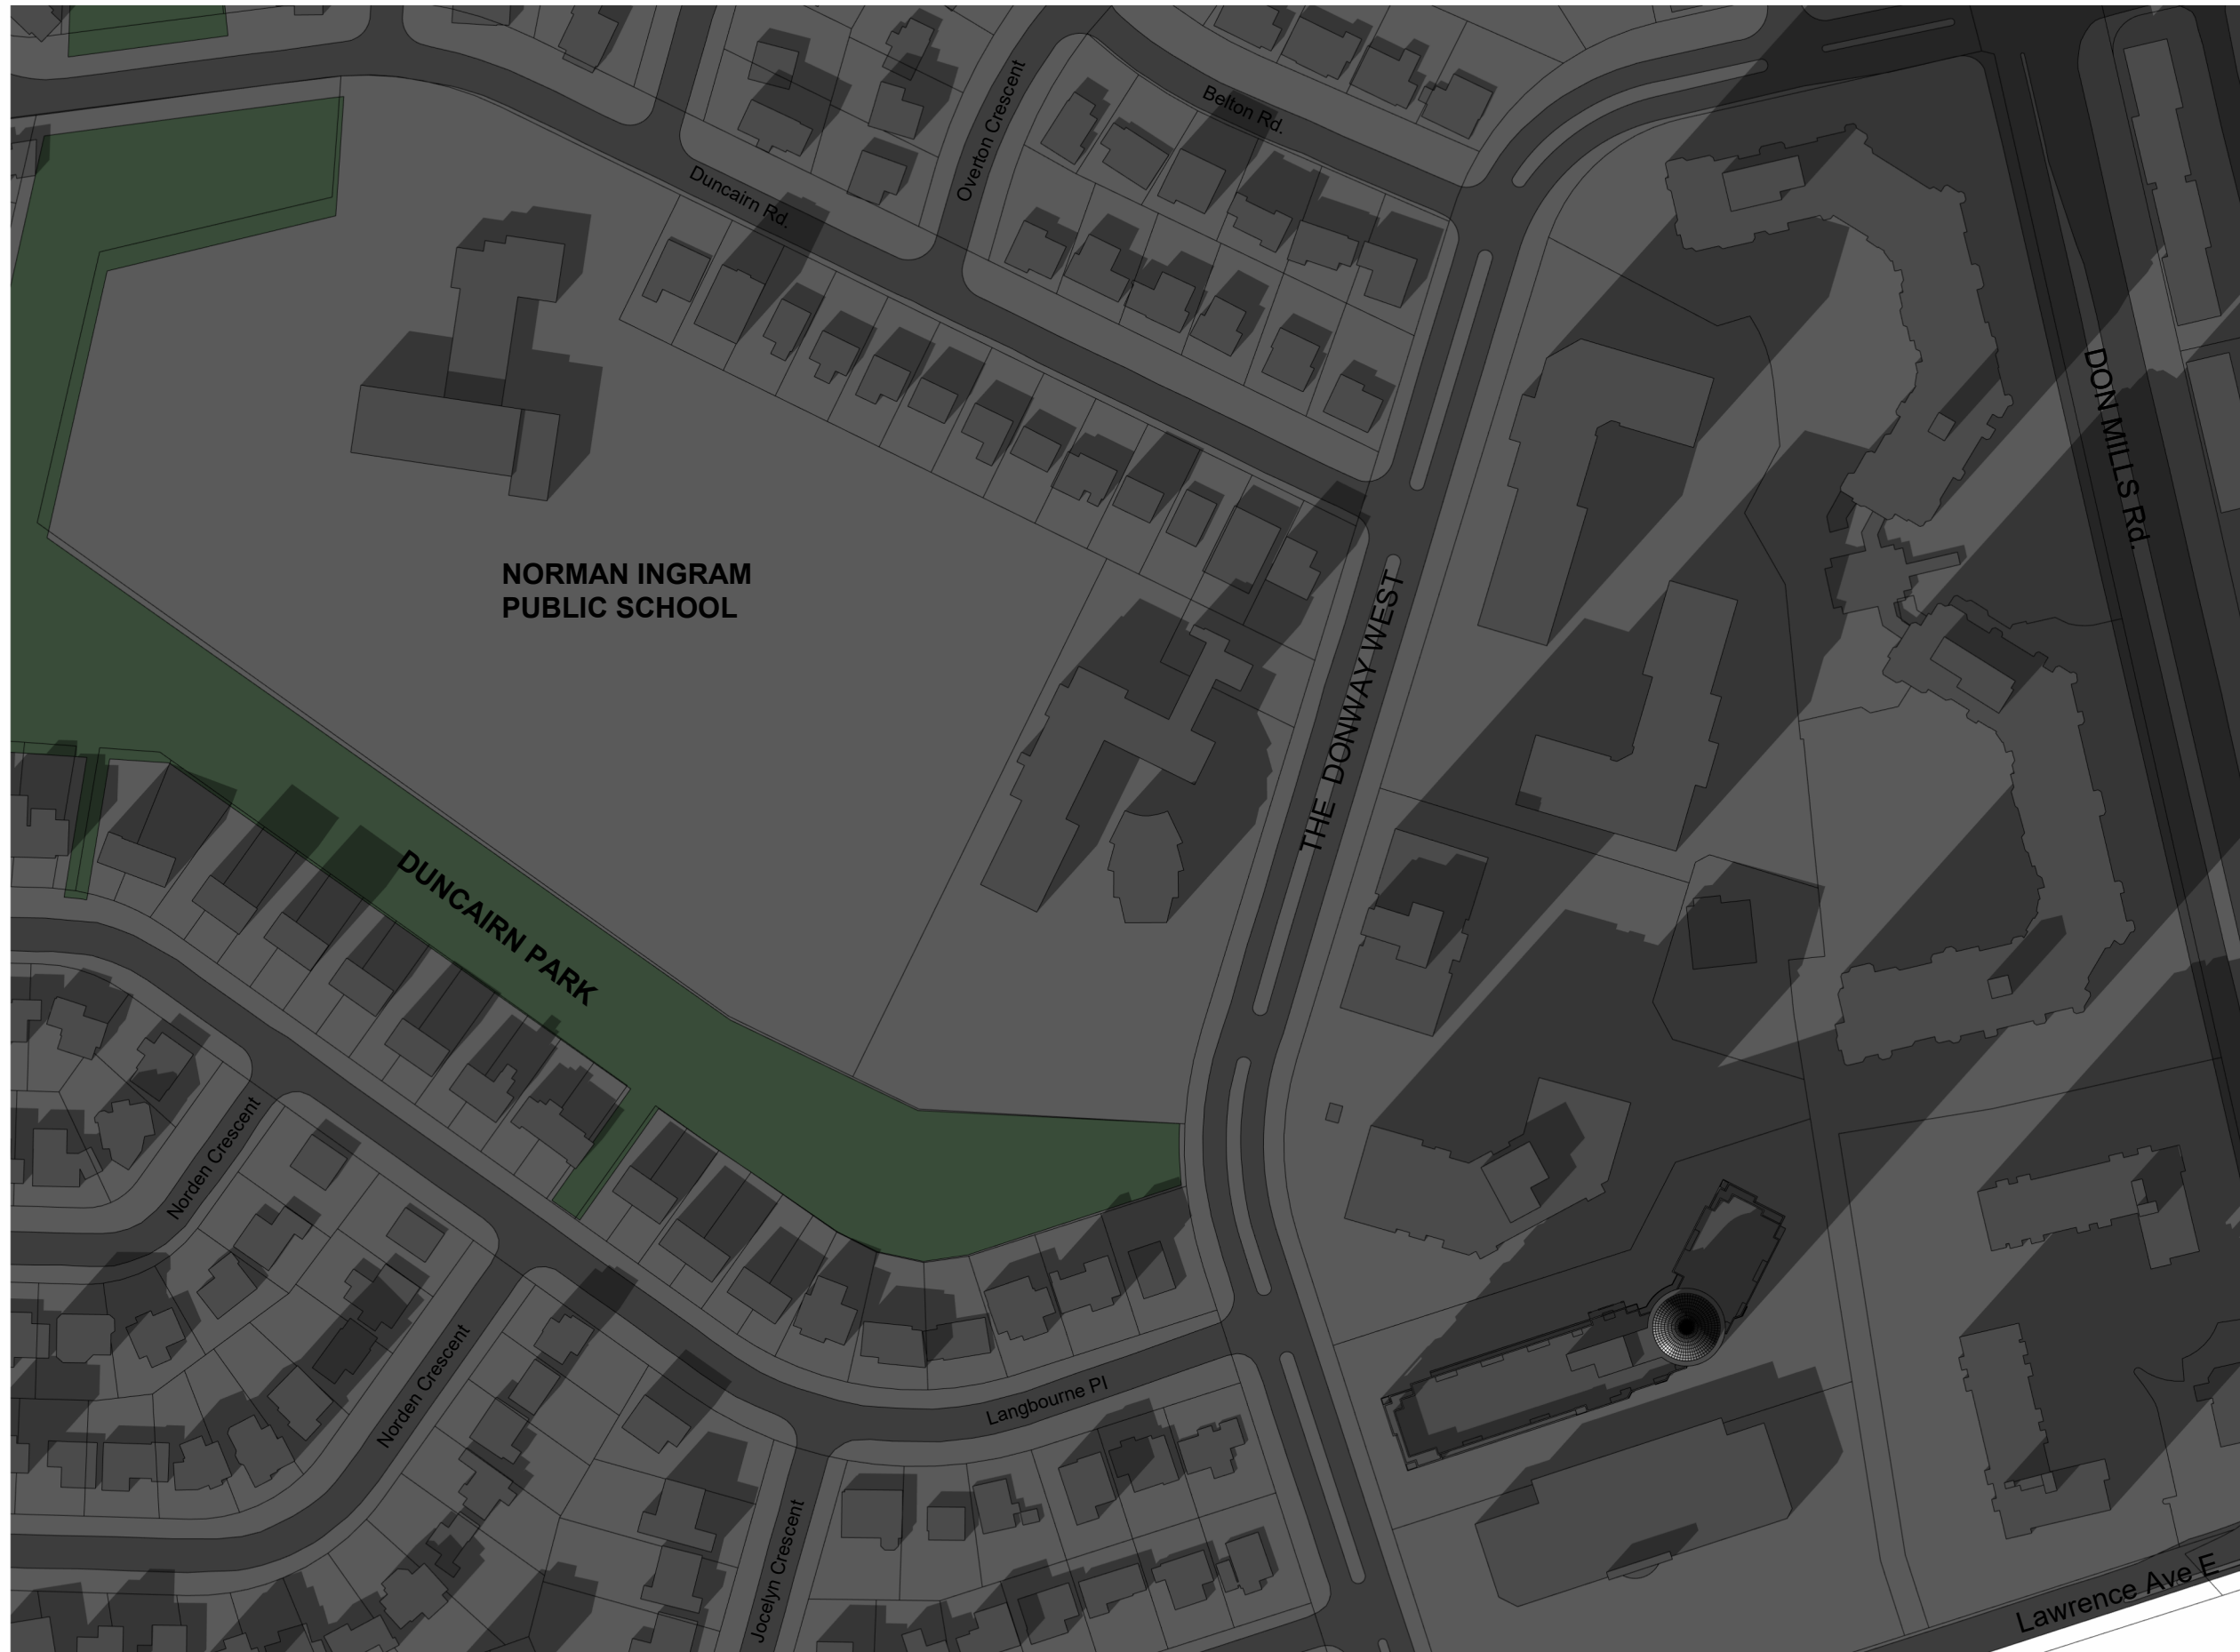 Belton Rd.
Overton Crescent
Duncairn Rd.
DON MILLS Rd.
NORMAN INGRAM
PUBLIC SCHOOL
THE DONWAY WEST
DUNCAIRN PARK
Norden Crescent
Norden Crescent
Langbourne Pl
Jocelyn Crescent
Lawrence Ave E